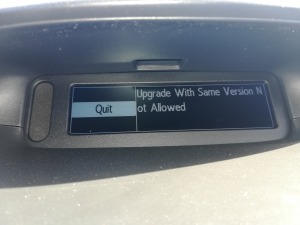 Upgrade With Same Version N
Quit
ot Allowed